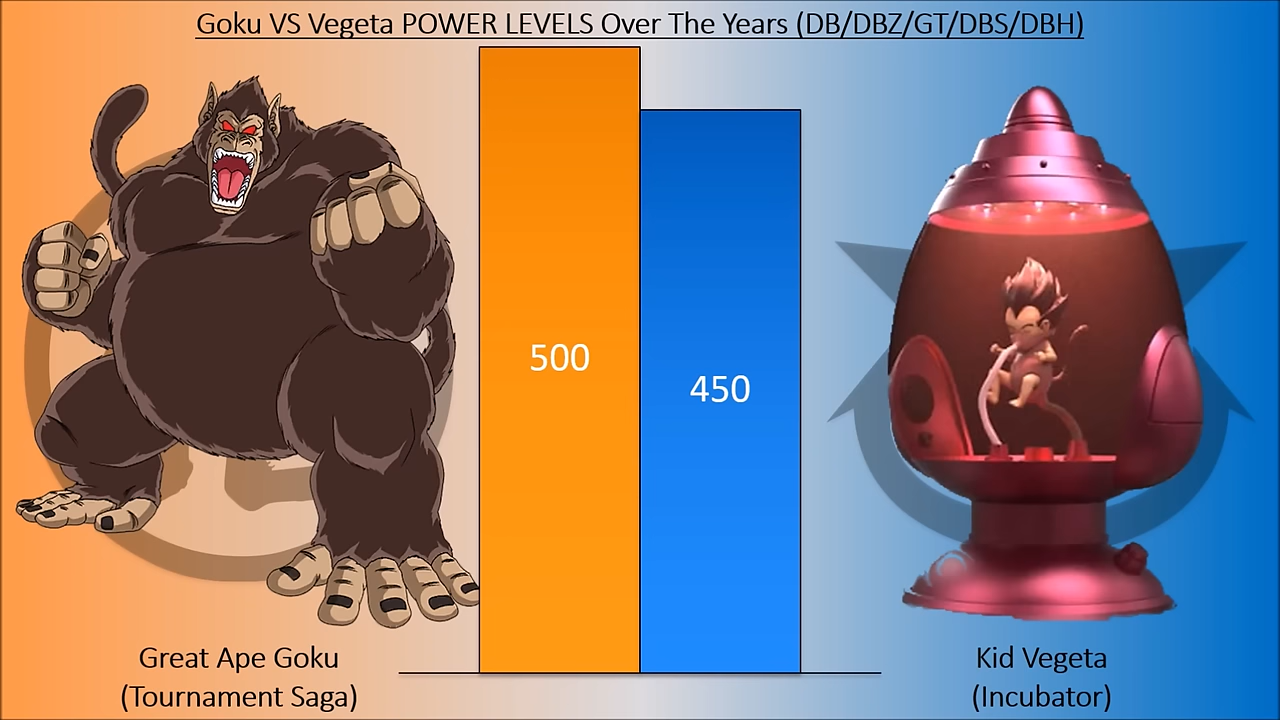 Goku VS Vegeta POWER LEVELS Over The Years (DB/DBZ/GT/DBS/DBH)
500
450
Great Ape Goku
(Tournament Saga)
Kid Vegeta
(Incubator)